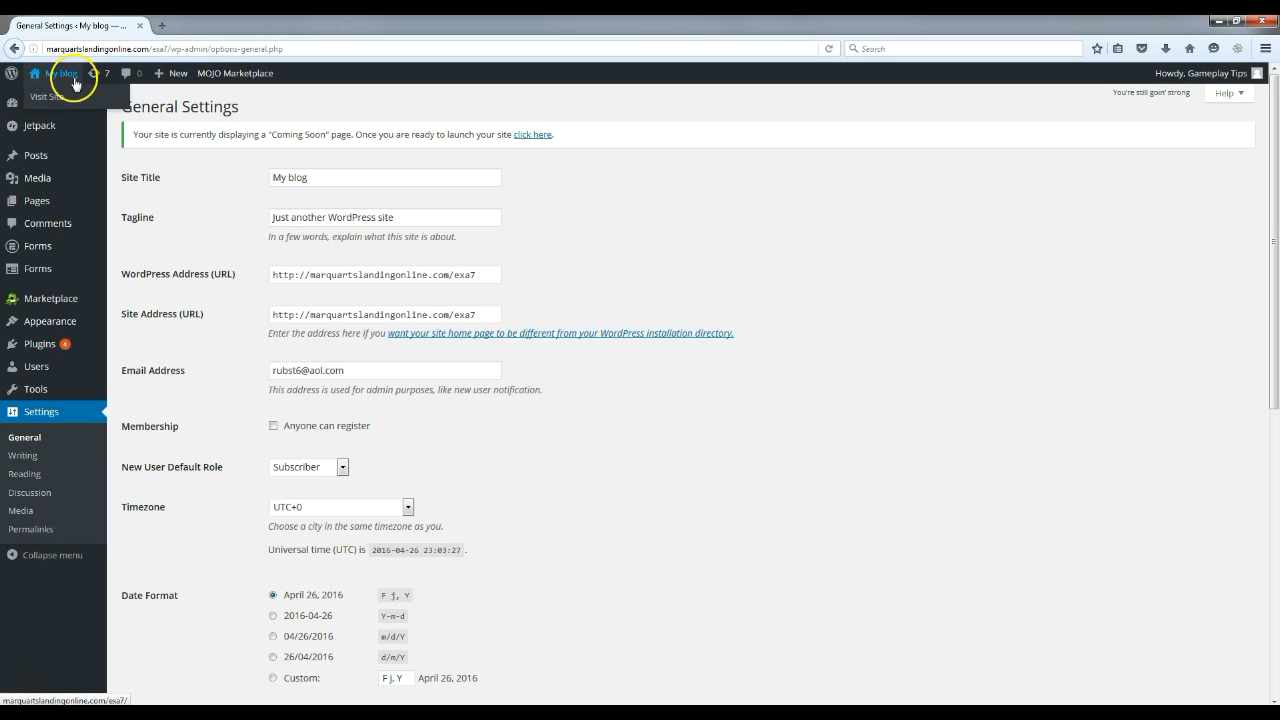 General Settings ‹ My blog — ...
marquartslandingonline.com/exa7/wp-admin/options-general.php
Search
My blog 7 0 New MOJO Marketplace
Howdy, Gameplay Tips
Visit Site
You're still goin' strong
Help
Jetpack
Posts
Media
Pages
Comments
Forms
Forms
Marketplace
Appearance
Plugins 4
Users
Tools
Settings
General
Writing
Reading
Discussion
Media
Permalinks
Collapse menu
General Settings
Your site is currently displaying a "Coming Soon" page. Once you are ready to launch your site click here.
Site Title My blog
Tagline Just another WordPress site
In a few words, explain what this site is about.
WordPress Address (URL) http://marquartslandingonline.com/exa7
Site Address (URL) http://marquartslandingonline.com/exa7
Enter the address here if you want your site home page to be different from your WordPress installation directory.
Email Address rubst6@aol.com
This address is used for admin purposes, like new user notification.
Membership Anyone can register
New User Default Role Subscriber
Timezone UTC+0
Choose a city in the same timezone as you.
Universal time (UTC) is 2016-04-26 23:03:27.
Date Format April 26, 2016 F j, Y
2016-04-26 Y-m-d
04/26/2016 m/d/Y
26/04/2016 d/m/Y
Custom: F j, Y April 26, 2016
marquartslandingonline.com/exa7/